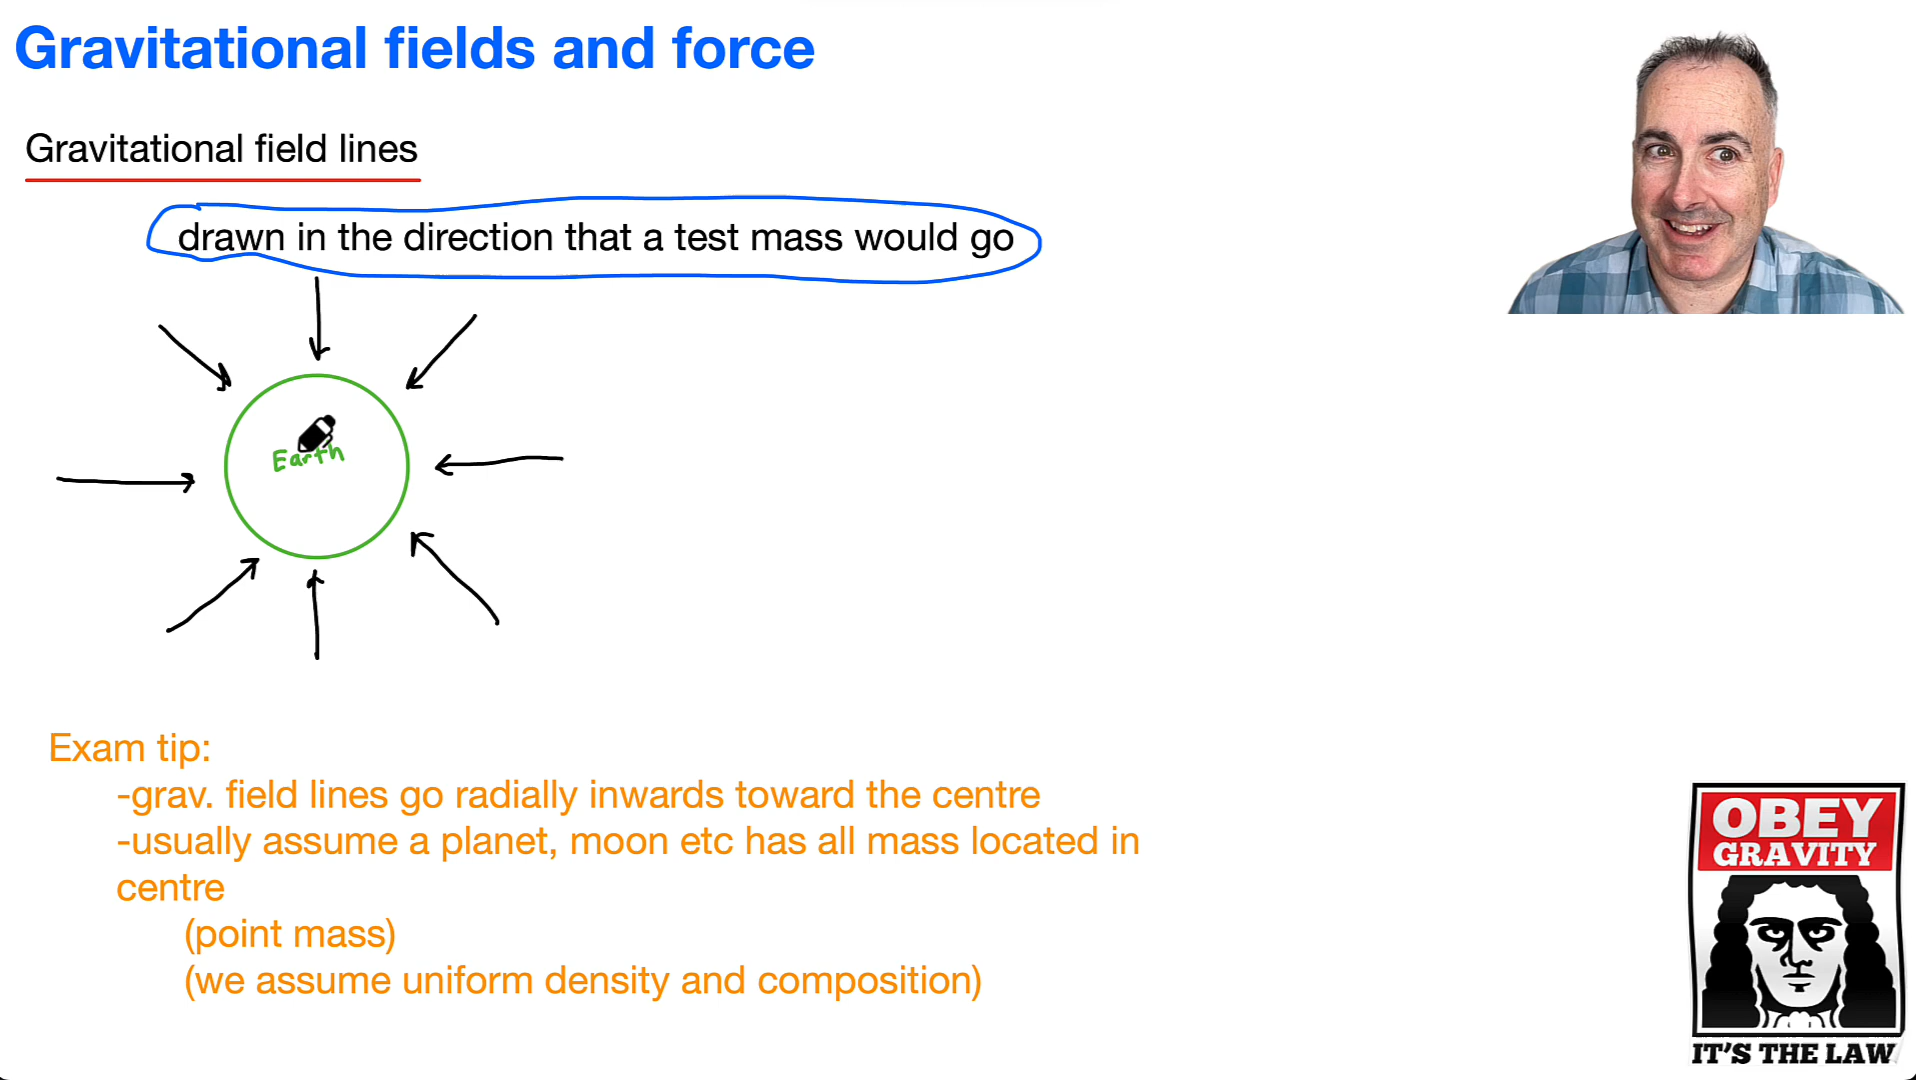 Gravitational fields and force
Gravitational field lines
drawn in the direction that a test mass would go
Earth
Exam tip:
-grav. field lines go radially inwards toward the centre
-usually assume a planet, moon etc has all mass located in
centre
(point mass)
(we assume uniform density and composition)
OBEY
GRAVITY
IT'S THE LAW